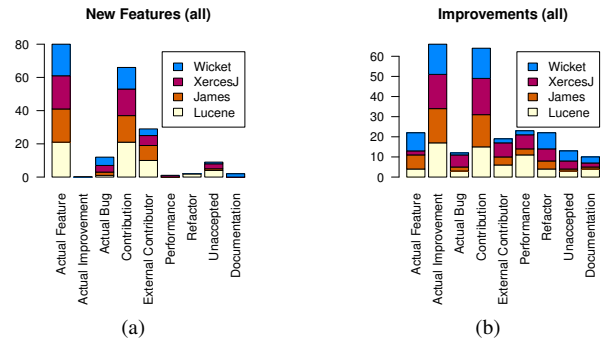 New Features (all)
80
60
40
20
0
Wicket
XercesJ
James
Lucene
Actual Feature
Actual Improvement
Actual Bug
Contribution
External Contributor
Performance
Refactor
Unaccepted
Documentation
(a)
Improvements (all)
60
50
40
30
20
10
0
Wicket
XercesJ
James
Lucene
Actual Feature
Actual Improvement
Actual Bug
Contribution
External Contributor
Performance
Refactor
Unaccepted
Documentation
(b)